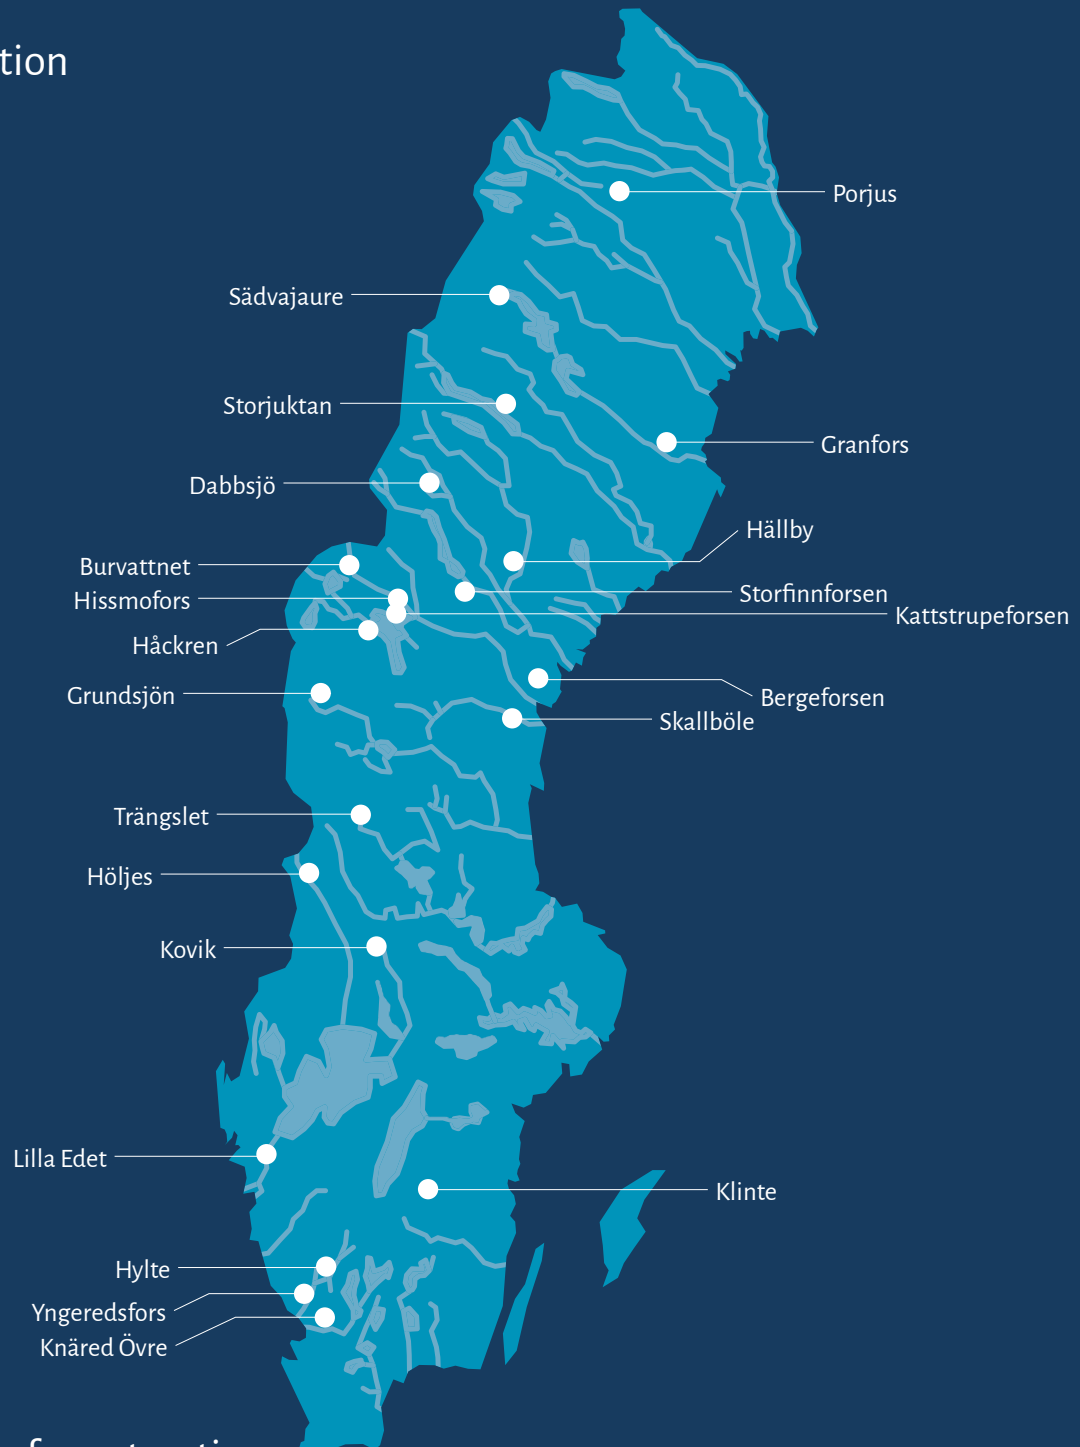 tion
Porjus
Sädvajaure
Storjuktan
Granfors
Dabbsjö
Hällby
Burvattnet
Storfinnforsen
Hissmofors
Kattstrupeforsen
Håckren
Grundsjön
Bergeforsen
Skallböle
Trängslet
Höljes
Kovik
Lilla Edet
Klinte
Hylte
Yngeredsfors
Knäred Övre